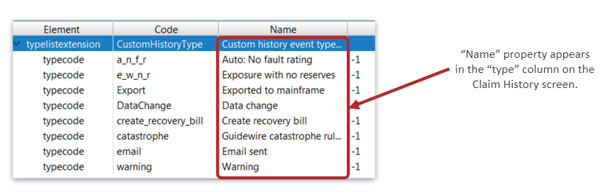 Element Code Name
typelistextension CustomHistoryType Custom history event type...
typecode a_n_f_r Auto: No fault rating -1
typecode e_w_n_r Exposure with no reserves -1
typecode Export Exported to mainframe -1
typecode DataChange Data change -1
typecode create_recovery_bill Create recovery bill -1
typecode catastrophe Guidewire catastrophe rul... -1
typecode email Email sent -1
typecode warning Warning -1
“Name” property appears
in the “type” column on the
Claim History screen.